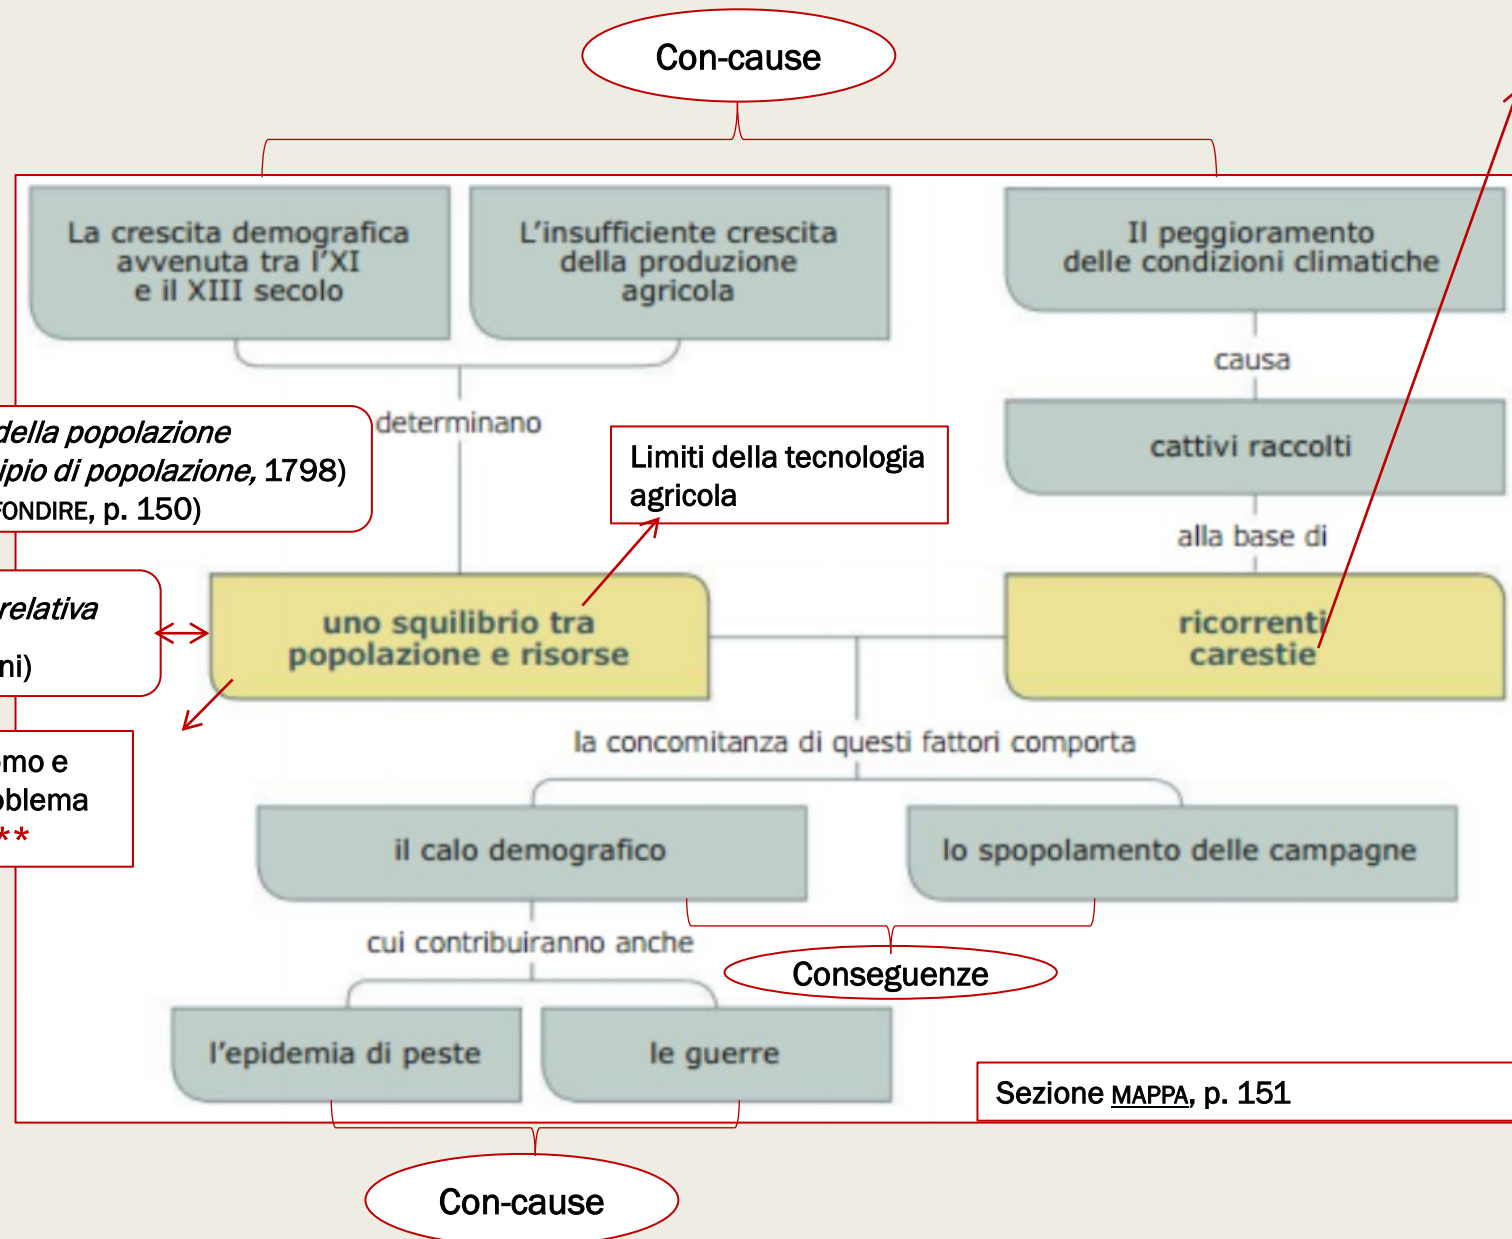 Con-cause
La crescita demografica
avvenuta tra l'XI
e il XIII secolo
L'insufficiente crescita
della produzione
agricola
Il peggioramento
delle condizioni climatiche
causa
determinano
della popolazione
ipio di popolazione, 1798)
FONDIRE, p. 150)
Limiti della tecnologia
agricola
cattivi raccolti
alla base di
relativa
ni)
uno squilibrio tra
popolazione e risorse
ricorrenti
carestie
omo e
oblema
**
la concomitanza di questi fattori comporta
il calo demografico
lo spopolamento delle campagne
cui contribuiranno anche
Conseguenze
l'epidemia di peste
le guerre
Sezione MAPPA, p. 151
Con-cause